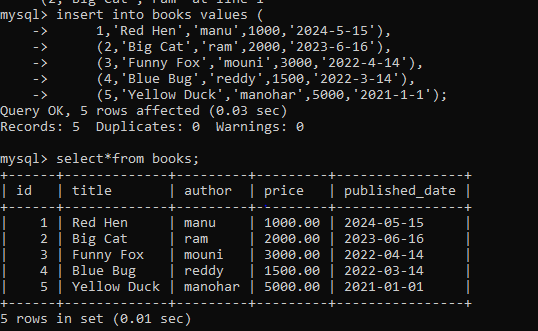 (2,'Big Cat','ram' at line 1
mysql> insert into books values (
    ->     1,'Red Hen','manu',1000,'2024-5-15'),
    ->     (2,'Big Cat','ram',2000,'2023-6-16'),
    ->     (3,'Funny Fox','mouni',3000,'2022-4-14'),
    ->     (4,'Blue Bug','reddy',1500,'2022-3-14'),
    ->     (5,'Yellow Duck','manohar',5000,'2021-1-1');
Query OK, 5 rows affected (0.03 sec)
Records: 5  Duplicates: 0  Warnings: 0

mysql> select*from books;
+------+-------------+---------+---------+----------------+
| id   | title       | author  | price   | published_date |
+------+-------------+---------+---------+----------------+
|    1 | Red Hen     | manu    | 1000.00 | 2024-05-15     |
|    2 | Big Cat     | ram     | 2000.00 | 2023-06-16     |
|    3 | Funny Fox   | mouni   | 3000.00 | 2022-04-14     |
|    4 | Blue Bug    | reddy   | 1500.00 | 2022-03-14     |
|    5 | Yellow Duck | manohar | 5000.00 | 2021-01-01     |
+------+-------------+---------+---------+----------------+
5 rows in set (0.01 sec)